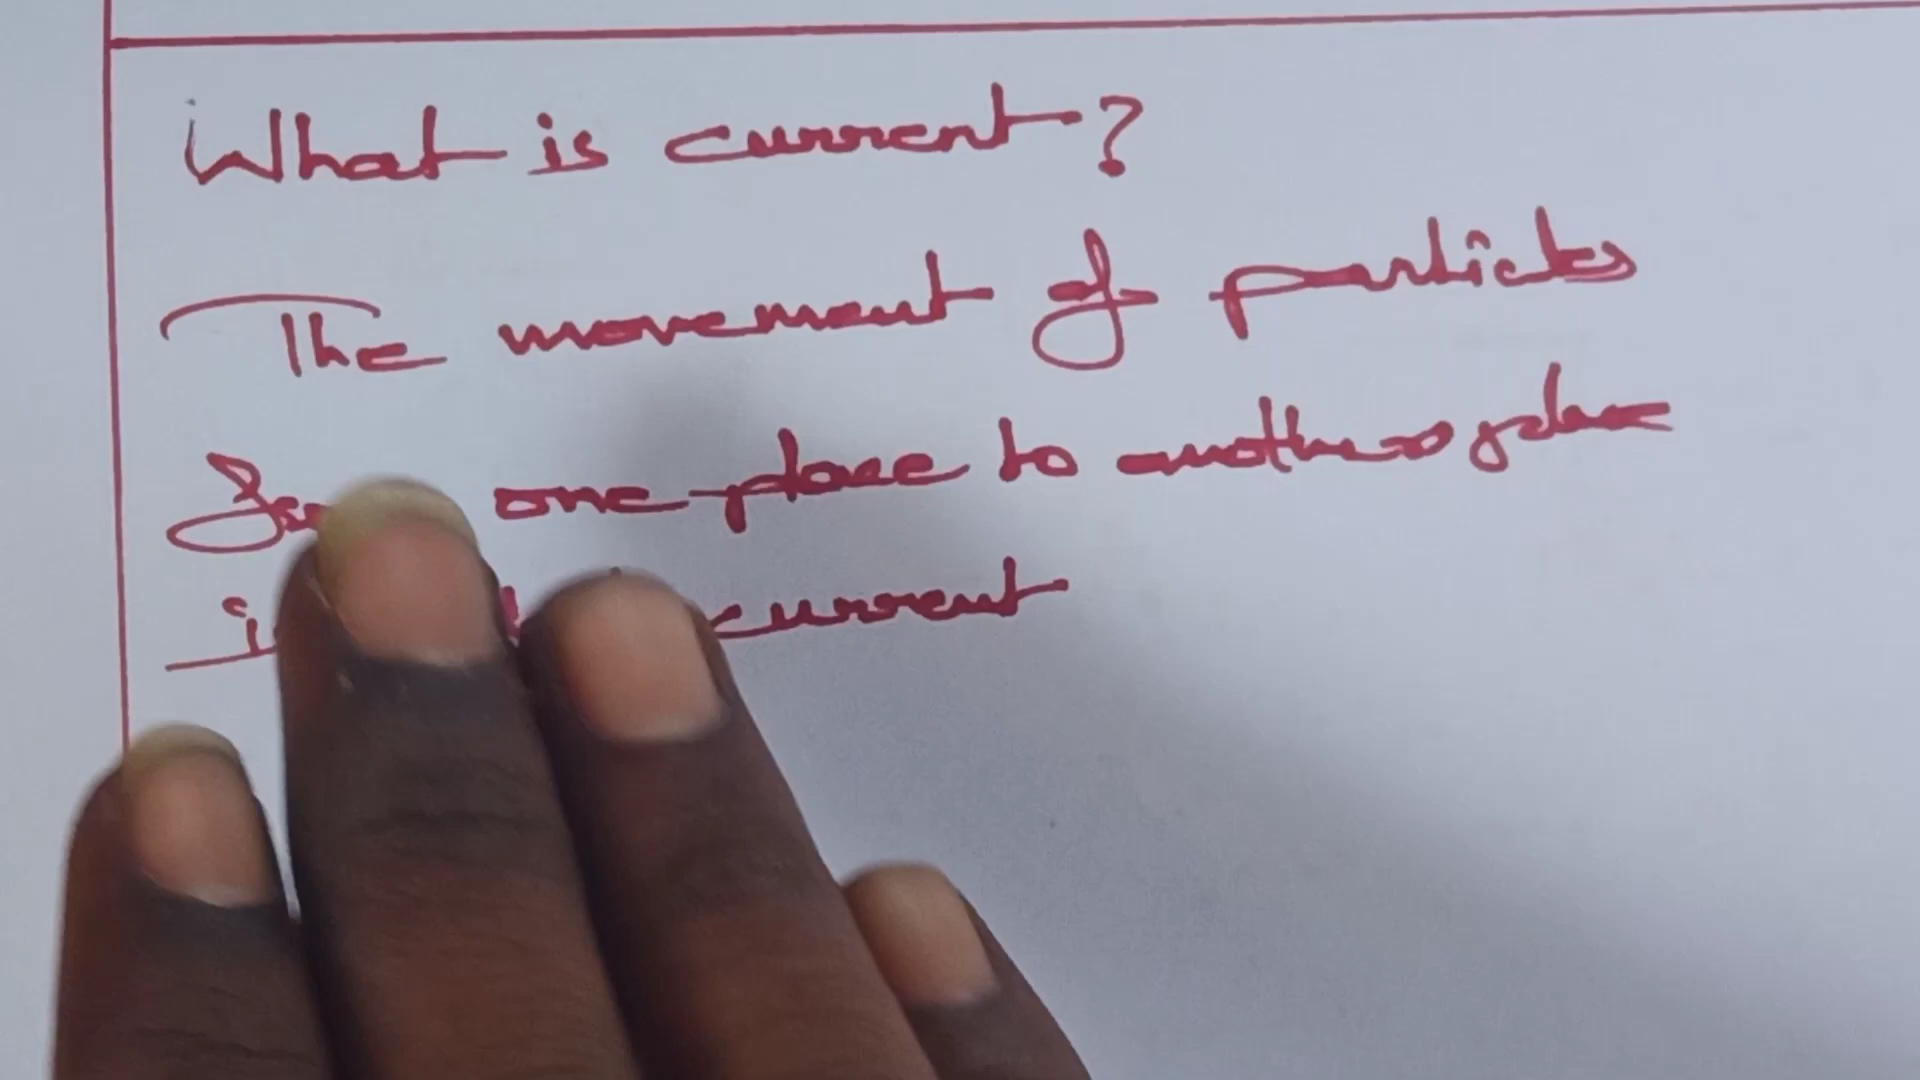 What is current?
The movement of particles
one place to another place
current